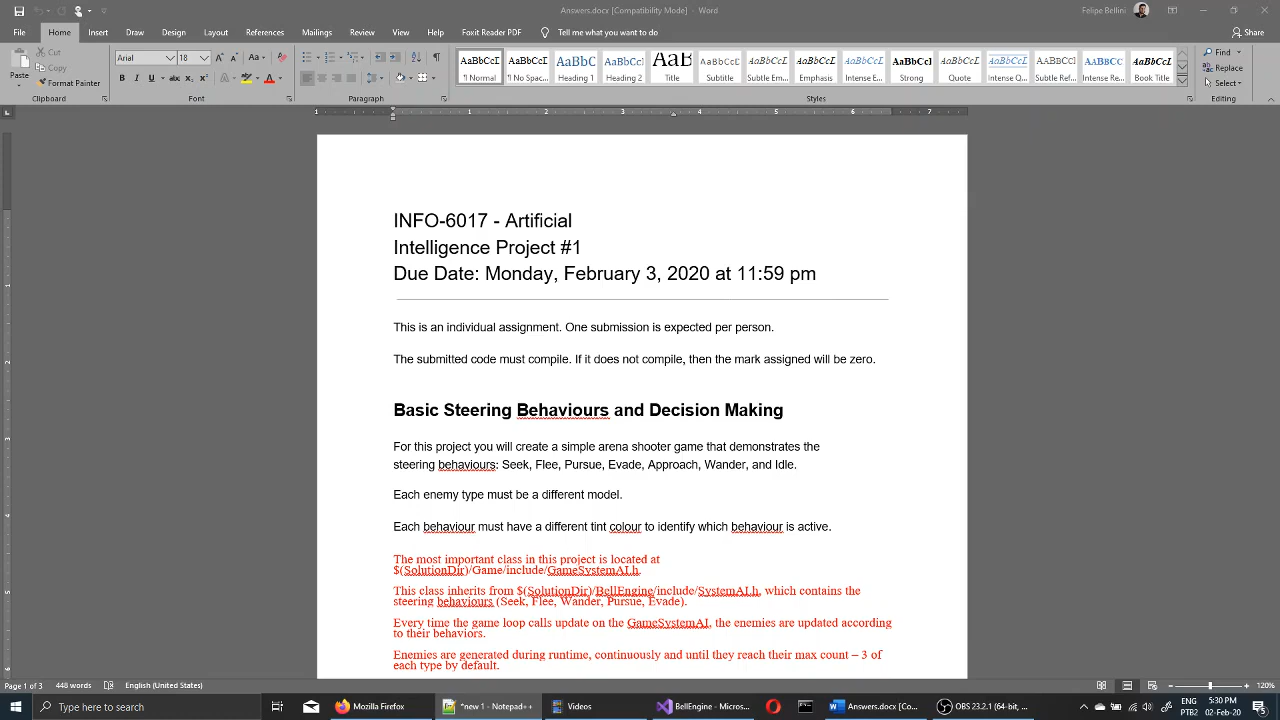 Answers.docx [Compatibility Mode] - Word
Felipe Bellini
File Home Insert Draw Design Layout References Mailings Review View Help Foxit Reader PDF Tell me what you want to do
Share
Paste
Cut
Copy
Format Painter
Clipboard
Arial 18
Font
Paragraph
¶ Normal ¶ No Spac... Heading 1 Heading 2 Title Subtitle Subtle Em... Emphasis Intense E... Strong Quote Intense Q... Subtle Ref... Intense Re... Book Title
Styles
Find
Replace
Select
Editing
INFO-6017 - Artificial
Intelligence Project #1
Due Date: Monday, February 3, 2020 at 11:59 pm
This is an individual assignment. One submission is expected per person.
The submitted code must compile. If it does not compile, then the mark assigned will be zero.
Basic Steering Behaviours and Decision Making
For this project you will create a simple arena shooter game that demonstrates the
steering behaviours: Seek, Flee, Pursue, Evade, Approach, Wander, and Idle.
Each enemy type must be a different model.
Each behaviour must have a different tint colour to identify which behaviour is active.
The most important class in this project is located at
$(SolutionDir)/Game/include/GameSystemAI.h.
This class inherits from $(SolutionDir)/BellEngine/include/SystemAI.h, which contains the
steering behaviours (Seek, Flee, Wander, Pursue, Evade).
Every time the game loop calls update on the GameSystemAI, the enemies are updated according
to their behaviors.
Enemies are generated during runtime, continuously and until they reach their max count – 3 of
each type by default.
Page 1 of 3 448 words English (United States) 120%
Type here to search
Mozilla Firefox
*new 1 - Notepad++
Videos
BellEngine - Micros...
Answers.docx [Co...
OBS 23.2.1 (64-bit, ...
ENG
5:30 PM
02-Feb-20